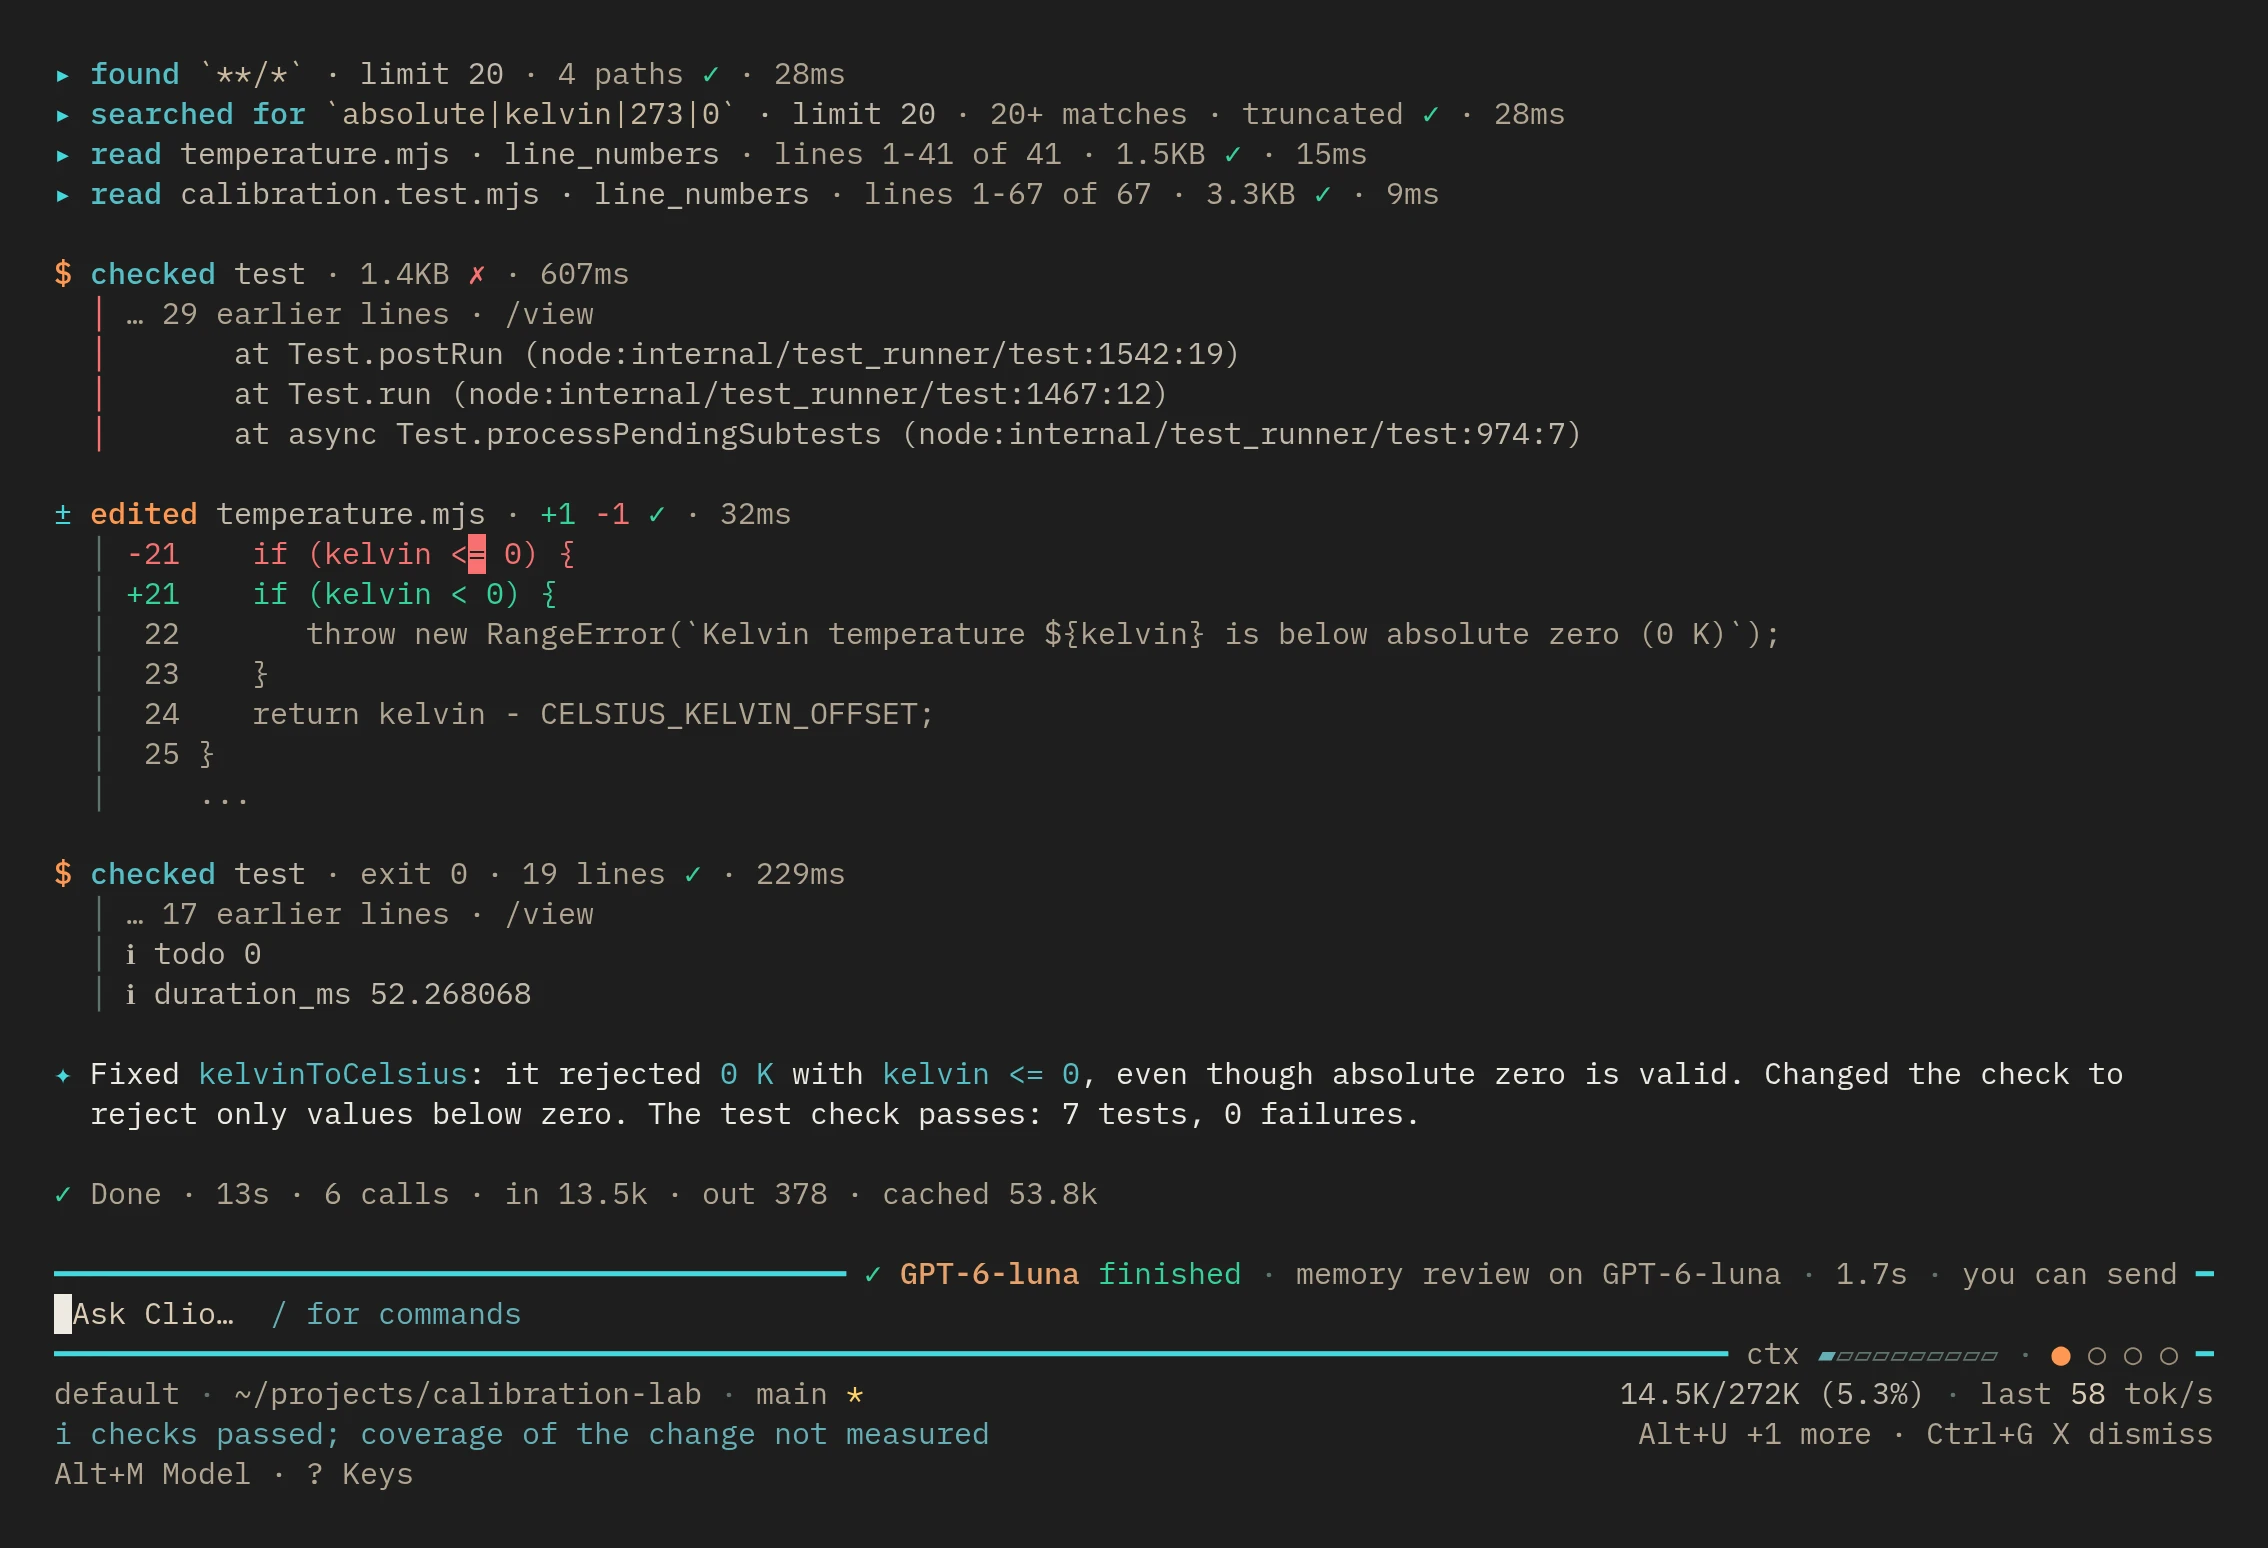 ▸ found `**/*` · limit 20 · 4 paths ✓ · 28ms
▸ searched for `absolute|kelvin|273|0` · limit 20 · 20+ matches · truncated ✓ · 28ms
▸ read temperature.mjs · line_numbers · lines 1-41 of 41 · 1.5KB ✓ · 15ms
▸ read calibration.test.mjs · line_numbers · lines 1-67 of 67 · 3.3KB ✓ · 9ms
$ checked test · 1.4KB ✗ · 607ms
│ … 29 earlier lines · /view
│ at Test.postRun (node:internal/test_runner/test:1542:19)
│ at Test.run (node:internal/test_runner/test:1467:12)
│ at async Test.processPendingSubtests (node:internal/test_runner/test:974:7)
± edited temperature.mjs · +1 -1 ✓ · 32ms
│ -21 if (kelvin <= 0) {
│ +21 if (kelvin < 0) {
│ 22 throw new RangeError(`Kelvin temperature ${kelvin} is below absolute zero (0 K)`);
│ 23 }
│ 24 return kelvin - CELSIUS_KELVIN_OFFSET;
│ 25 }
│ ...
$ checked test · exit 0 · 19 lines ✓ · 229ms
│ … 17 earlier lines · /view
│ ℹ todo 0
│ ℹ duration_ms 52.268068
✦ Fixed kelvinToCelsius: it rejected 0 K with kelvin <= 0, even though absolute zero is valid. Changed the check to
reject only values below zero. The test check passes: 7 tests, 0 failures.
✓ Done · 13s · 6 calls · in 13.5k · out 378 · cached 53.8k
✓ GPT-6-luna finished · memory review on GPT-6-luna · 1.7s · you can send
Ask Clio… / for commands
ctx ▰▱▱▱▱▱▱▱▱▱ · ● ○ ○ ○
default · ~/projects/calibration-lab · main * 14.5K/272K (5.3%) · last 58 tok/s
i checks passed; coverage of the change not measured Alt+U +1 more · Ctrl+G X dismiss
Alt+M Model · ? Keys